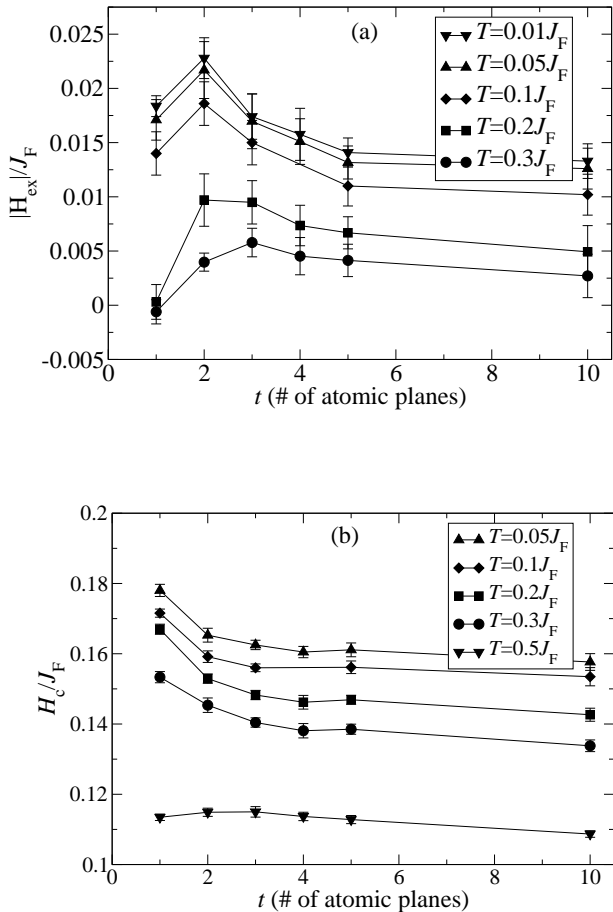 (a)
T=0.01J_F
T=0.05J_F
T=0.1J_F
T=0.2J_F
T=0.3J_F
|H_ex|/J_F
0.025
0.02
0.015
0.01
0.005
0
-0.005
0 2 4 6 8 10
t (# of atomic planes)
(b)
T=0.05J_F
T=0.1J_F
T=0.2J_F
T=0.3J_F
T=0.5J_F
H_c/J_F
0.2
0.18
0.16
0.14
0.12
0.1
0 2 4 6 8 10
t (# of atomic planes)